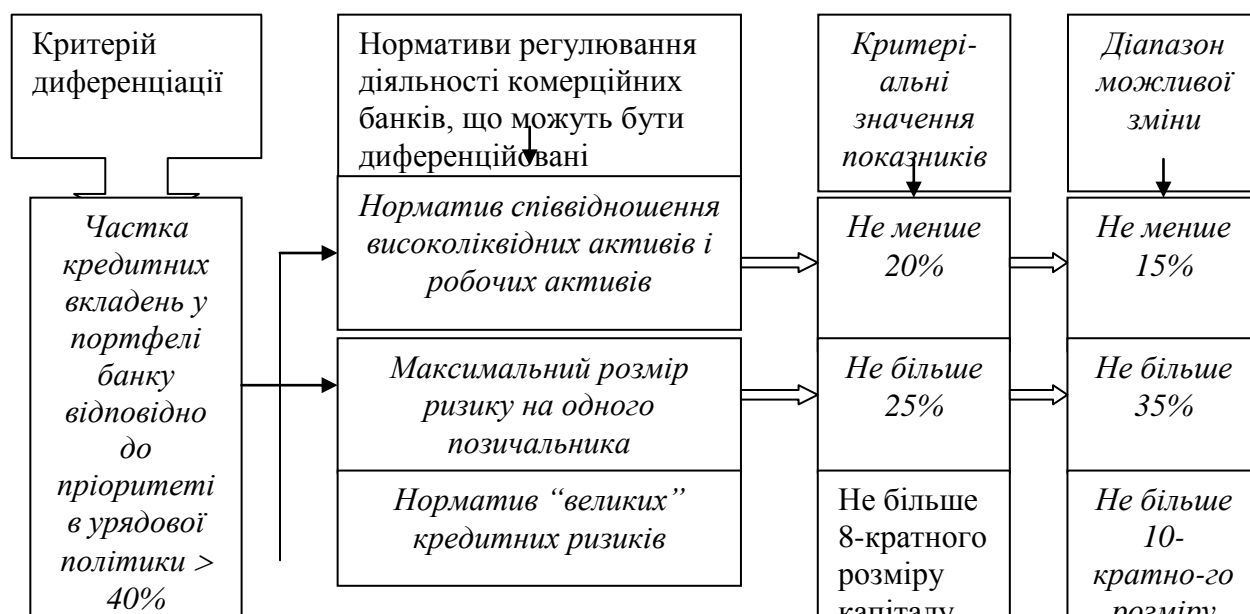 Критерій
диференціації
Нормативи регулювання
діяльності комерційних
банків, що можуть бути
диференційовані
Критері-
альні
значення
показників
Діапазон
можливої
зміни
Частка
кредитних
вкладень у
портфелі
банку
відповідно
до
пріоритеті
в урядової
політики >
40%
Норматив співвідношення
високоліквідних активів і
робочих активів
Не менше
20%
Не менше
15%
Максимальний розмір
ризику на одного
позичальника
Не більше
25%
Не більше
35%
Норматив “великих”
кредитних ризиків
Не більше
8-кратного
розміру
капіталу
Не більше
10-
кратно-го
розміру